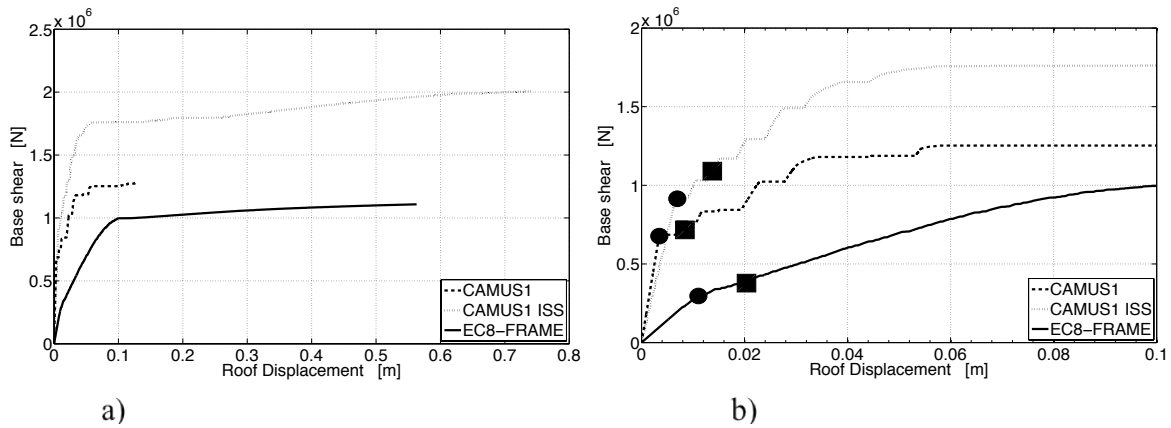 x 10^6
2.5
2
1.5
1
0.5
0
Base shear [N]
0 0.1 0.2 0.3 0.4 0.5 0.6 0.7 0.8
Roof Displacement [m]
CAMUS1
CAMUS1 ISS
EC8-FRAME
a)
x 10^6
2
1.5
1
0.5
0
Base shear [N]
0 0.02 0.04 0.06 0.08 0.1
Roof Displacement [m]
CAMUS1
CAMUS1 ISS
EC8-FRAME
b)